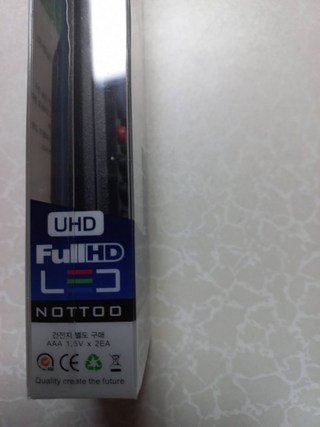 UHD
FullHD
LED
NOTTOO
건전지 별도 구매
AAA 1.5V x 2EA
CE
Quality create the future